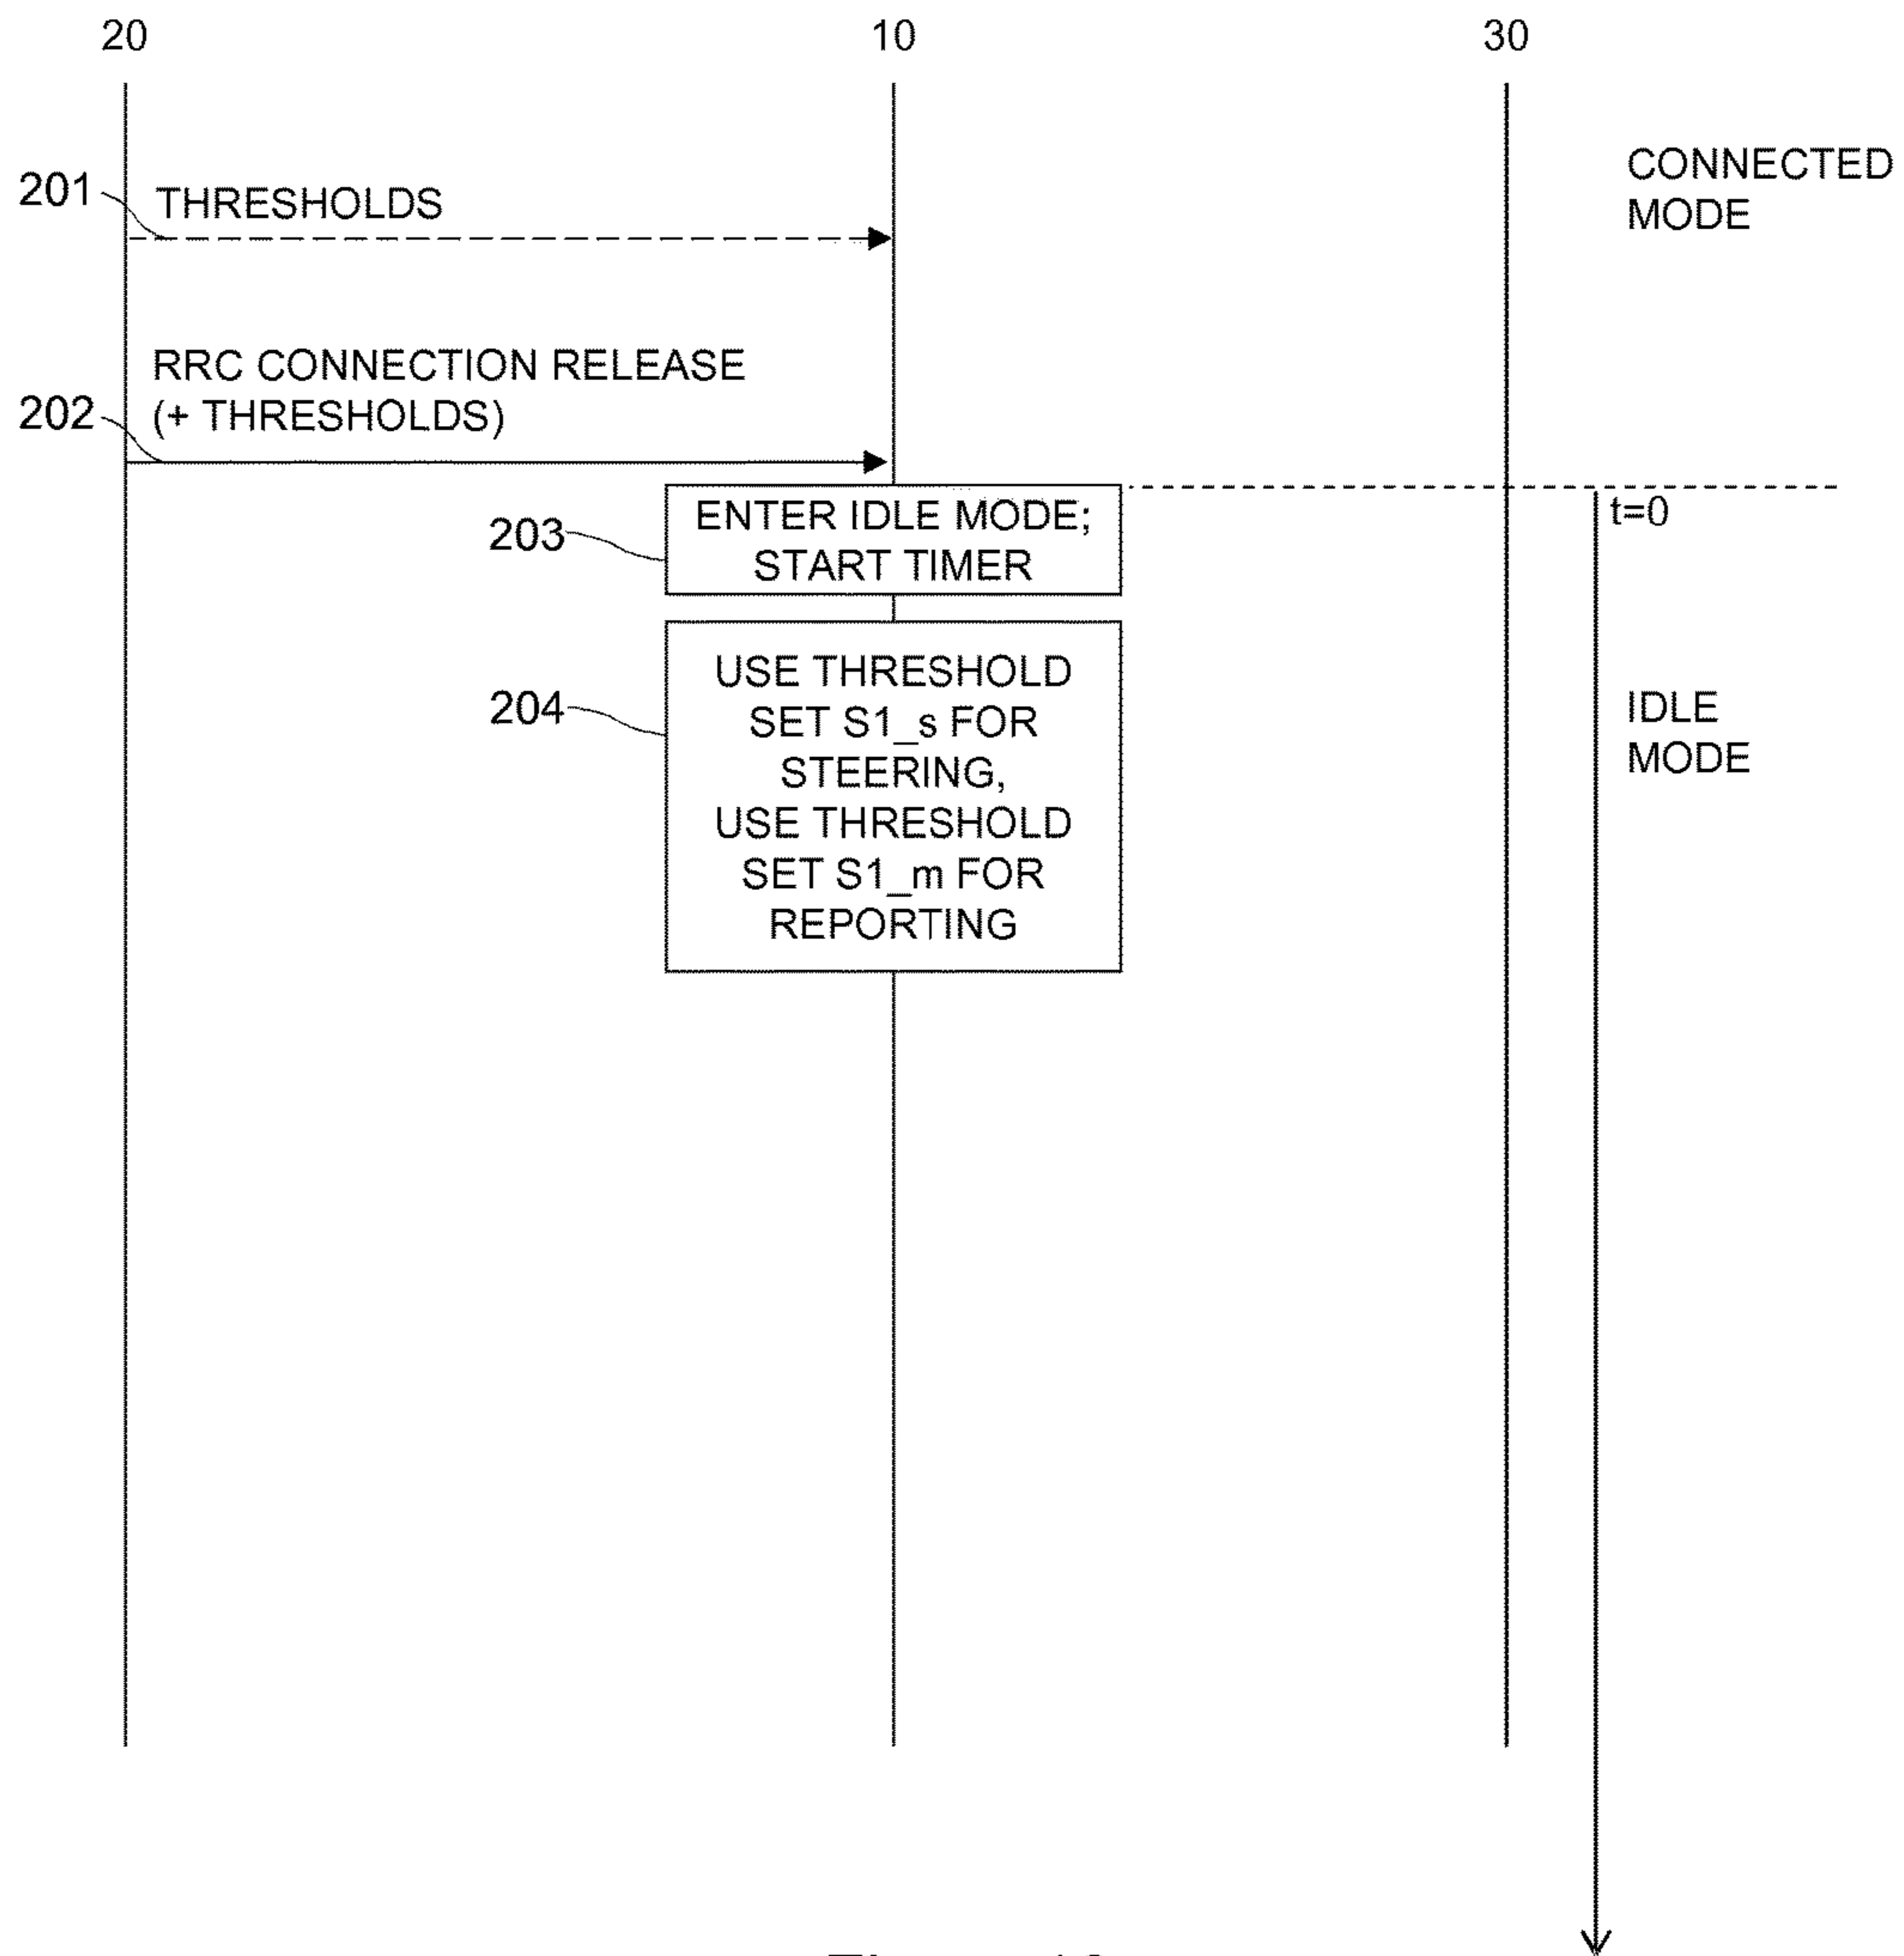 20
10
30
CONNECTED
MODE
201
THRESHOLDS
RRC CONNECTION RELEASE
(+ THRESHOLDS)
202
t=0
203
ENTER IDLE MODE;
START TIMER
204
USE THRESHOLD
SET S1_s FOR
STEERING,
USE THRESHOLD
SET S1_m FOR
REPORTING
IDLE
MODE